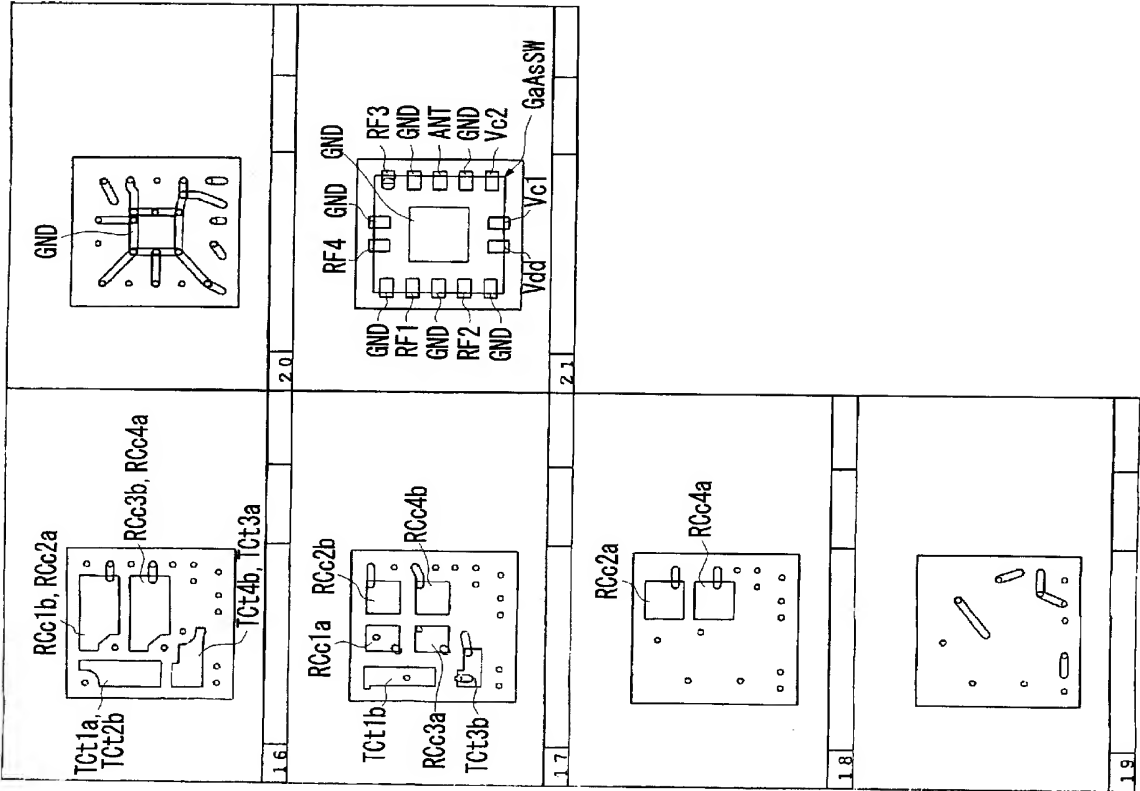 RCc1b, RCc2a
RCc3b, RCc4a
TCt4b, TCt3a
TCt1a,
TCt2b
16
RCc2b
RCc4b
RCc1a
TCt1b
RCc3a
TCt3b
17
RCc2a
RCc4a
18
19
GND
20
GND
RF3
GND
ANT
GND
Vc2
GaAsSW
GND
RF4
Vc1
Vdd
GND
RF1
GND
RF2
GND
21